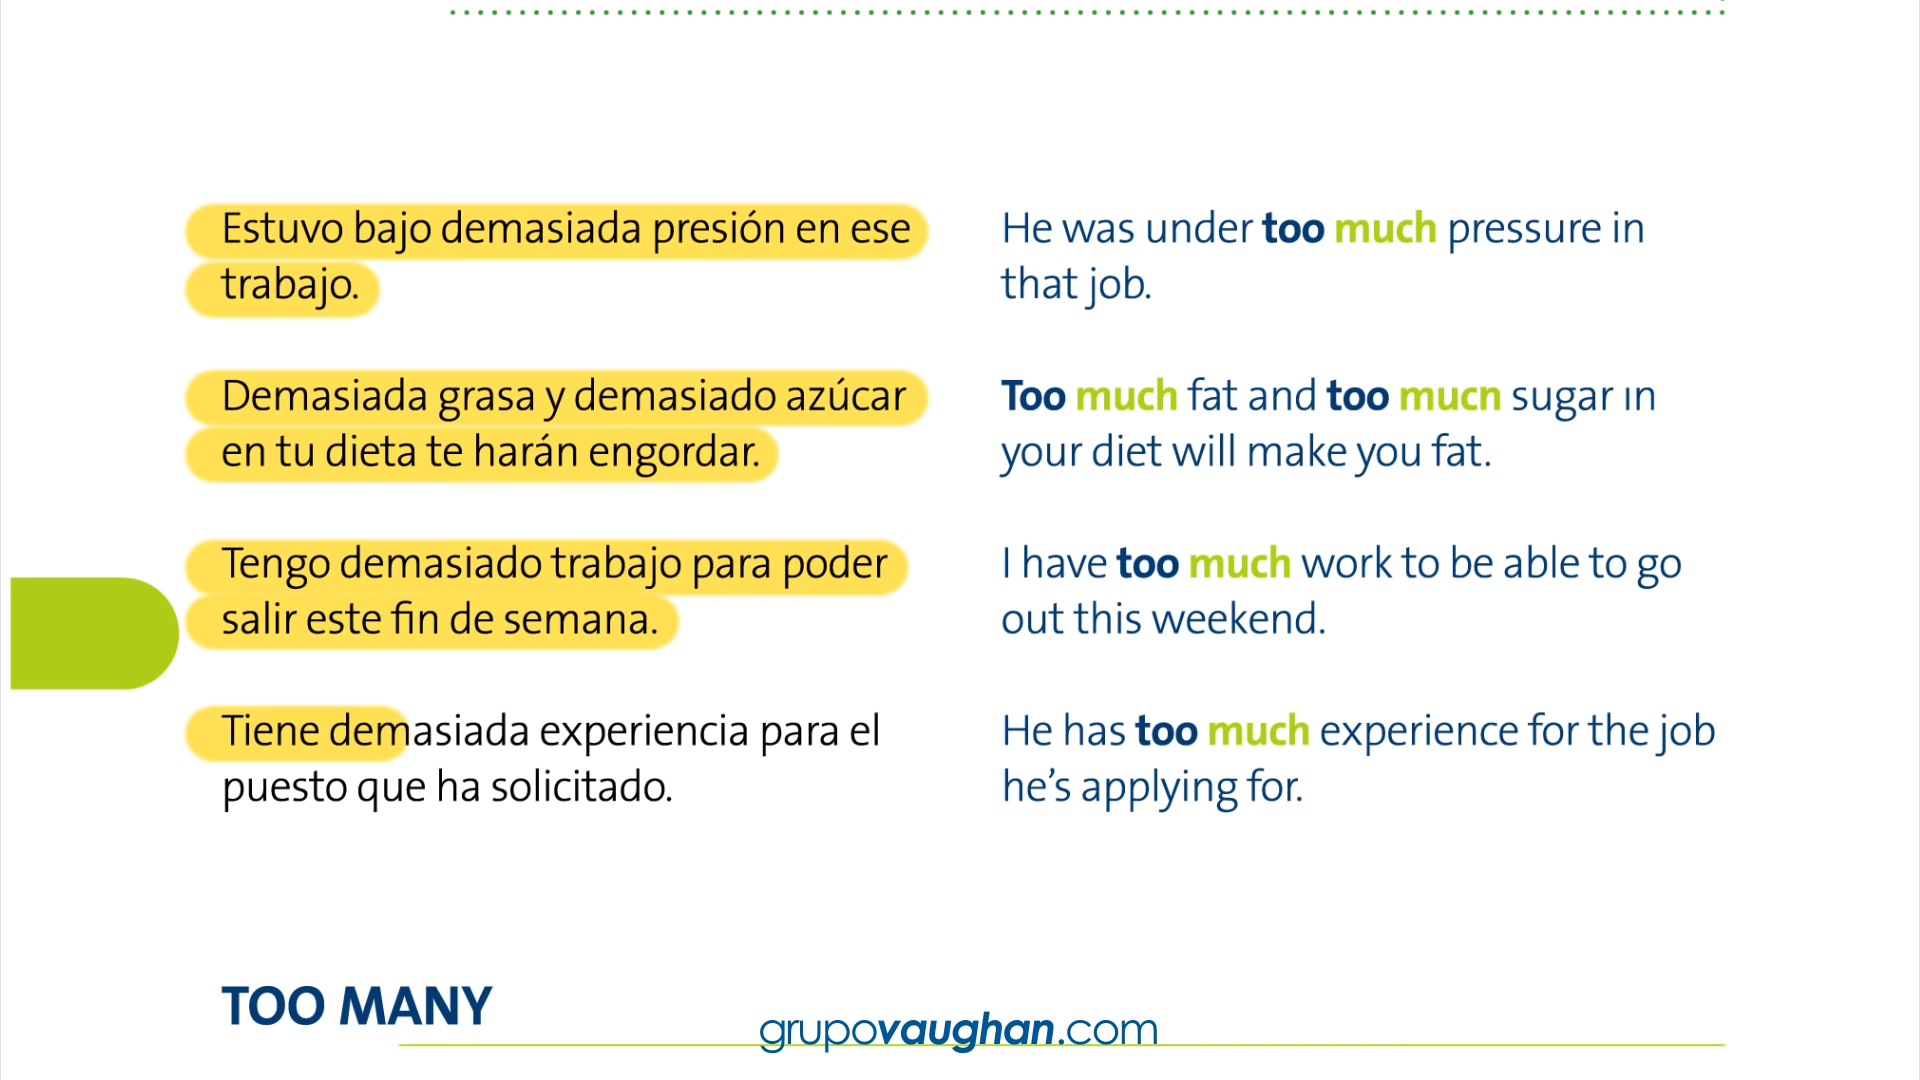 Estuvo bajo demasiada presión en ese
trabajo.
He was under too much pressure in
that job.
Demasiada grasa y demasiado azúcar
en tu dieta te harán engordar.
Too much fat and too mucn sugar ın
your diet will make you fat.
Tengo demasiado trabajo para poder
salir este fin de semana.
I have too much work to be able to go
out this weekend.
Tiene demasiada experiencia para el
puesto que ha solicitado.
He has too much experience for the job
he’s applying for.
TOO MANY
grupovaughan.com